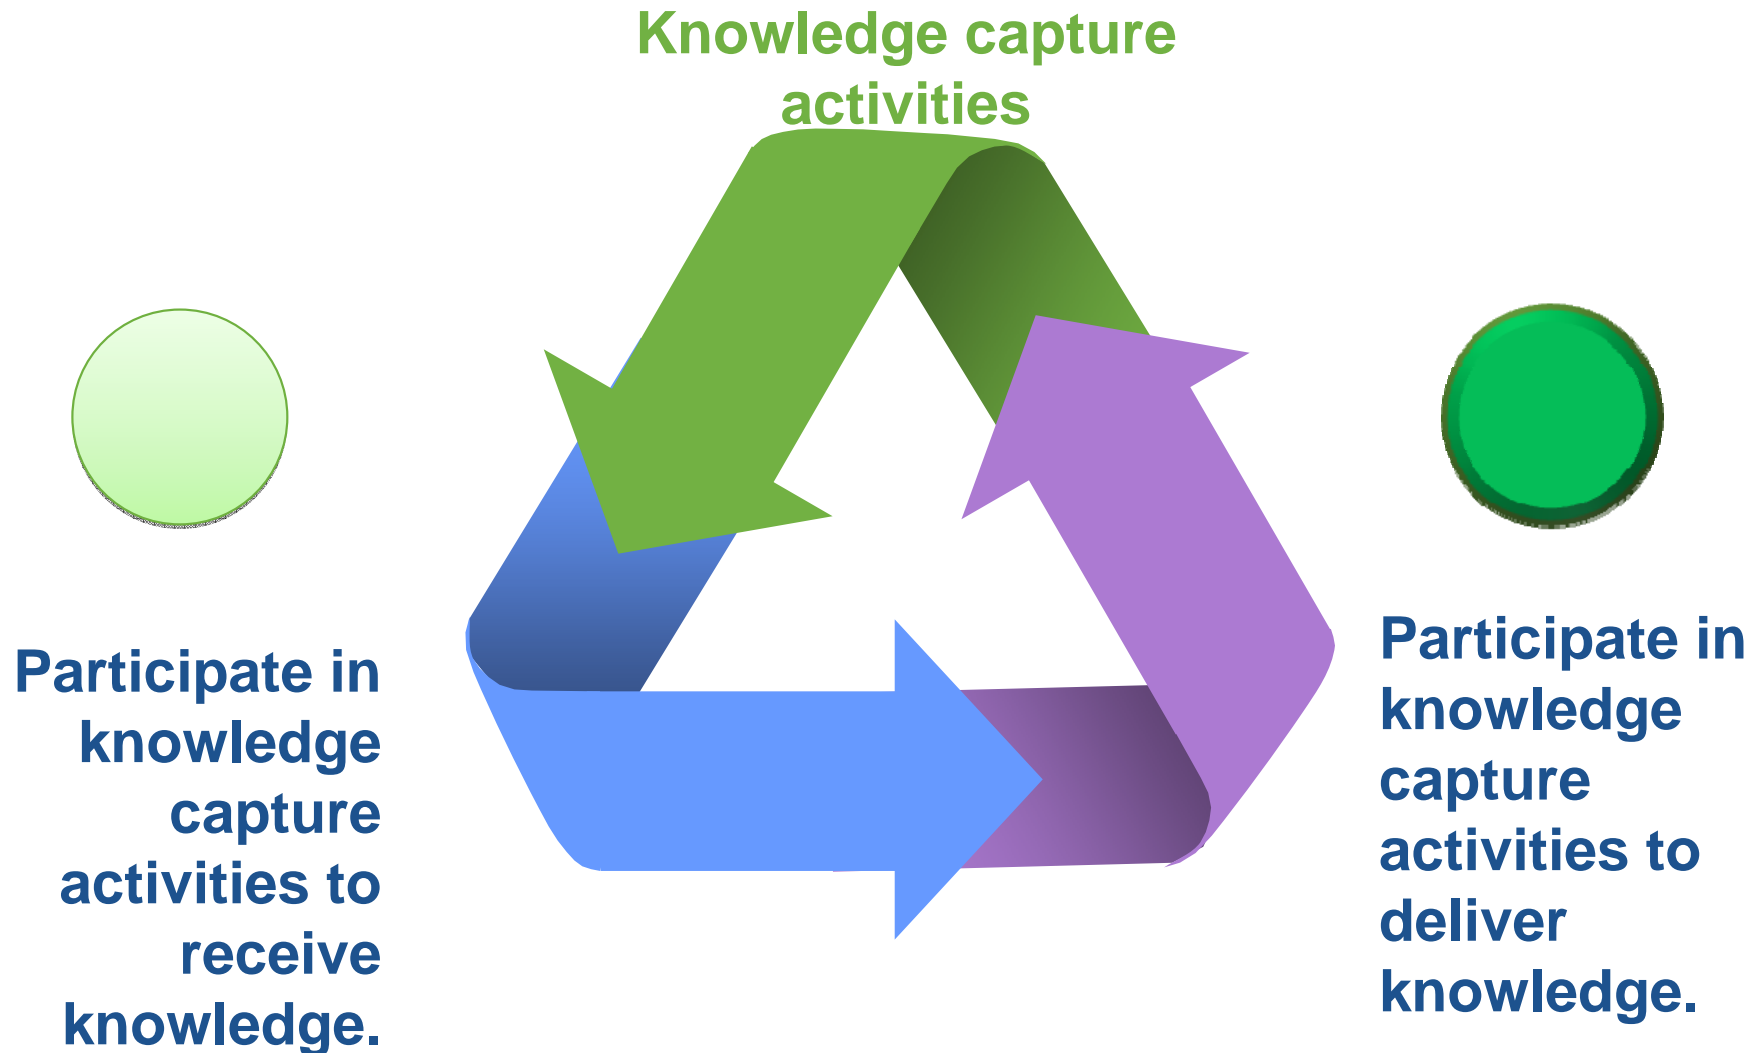 Knowledge capture
activities
Participate in
knowledge
capture
activities to
receive
knowledge.
Participate in
knowledge
capture
activities to
deliver
knowledge.